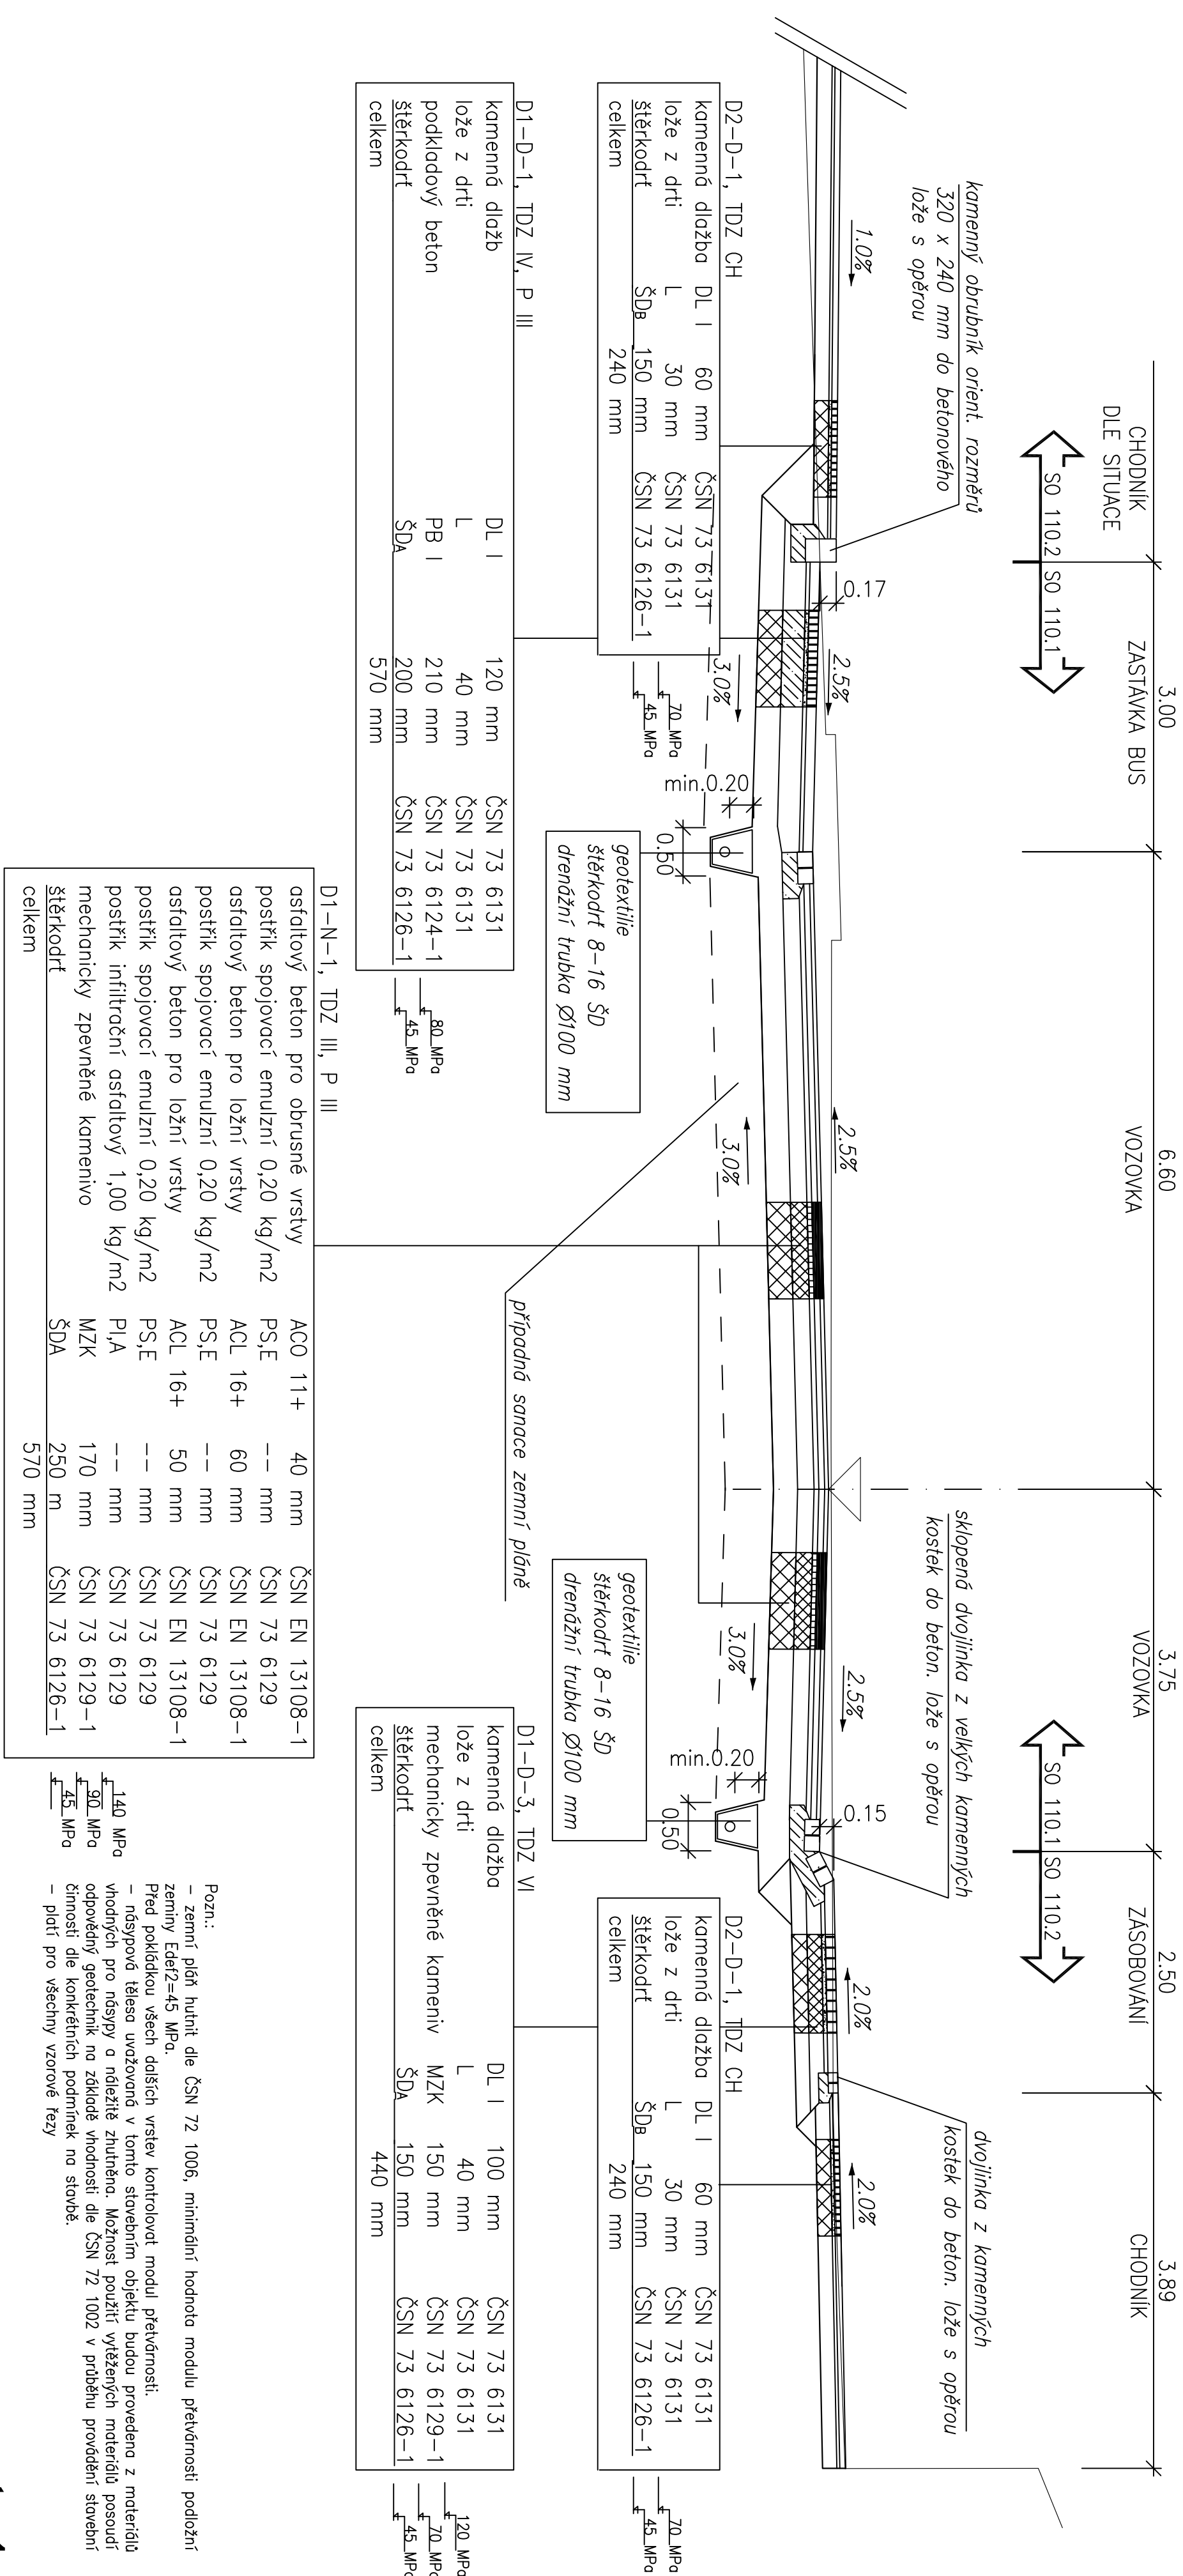 CHODNÍK
DLE SITUACE
3.00
ZASTÁVKA BUS
6.60
VOZOVKA
3.75
VOZOVKA
2.50
ZÁSOBOVÁNÍ
3.89
CHODNÍK
SO 110.2
SO 110.1
SO 110.1
SO 110.2
kamenný obrubník orient. rozměrů
320 x 240 mm do betonového
lože s opěrou
sklopená dvojlinka z velkých kamenných
kostek do beton. lože s opěrou
dvojlinka z kamenných
kostek do beton. lože s opěrou
1.0%
0.17
2.5%
2.5%
2.5%
0.15
2.0%
2.0%
3.0%
3.0%
3.0%
min.0.20
0.50
min.0.20
0.50
D2-D-1, TDZ CH
kamenná dlažba DL I 60 mm ČSN 73 6131
lože z drti L 30 mm ČSN 73 6131
štěrkodrť ŠDB 150 mm ČSN 73 6126-1
celkem 240 mm
70 MPa
45 MPa
geotextilie
štěrkodrť 8-16 ŠD
drenážní trubka Ø100 mm
případná sanace zemní pláně
geotextilie
štěrkodrť 8-16 ŠD
drenážní trubka Ø100 mm
D2-D-1, TDZ CH
kamenná dlažba DL I 60 mm ČSN 73 6131
lože z drti L 30 mm ČSN 73 6131
štěrkodrť ŠDB 150 mm ČSN 73 6126-1
celkem 240 mm
70 MPa
45 MPa
D1-D-1, TDZ IV, P III
kamenná dlažb DL I 120 mm ČSN 73 6131
lože z drti L 40 mm ČSN 73 6131
podkladový beton PB I 210 mm ČSN 73 6124-1
štěrkodrť ŠDA 200 mm ČSN 73 6126-1
celkem 570 mm
80 MPa
45 MPa
D1-D-3, TDZ VI
kamenná dlažba DL I 100 mm ČSN 73 6131
lože z drti L 40 mm ČSN 73 6131
mechanicky zpevněné kameniv MZK 150 mm ČSN 73 6129-1
štěrkodrť ŠDA 150 mm ČSN 73 6126-1
celkem 440 mm
120 MPa
70 MPa
45 MPa
D1-N-1, TDZ III, P III
asfaltový beton pro obrusné vrstvy ACO 11+ 40 mm ČSN EN 13108-1
postřik spojovací emulzní 0,20 kg/m2 PS,E -- mm ČSN 73 6129
asfaltový beton pro ložní vrstvy ACL 16+ 60 mm ČSN EN 13108-1
postřik spojovací emulzní 0,20 kg/m2 PS,E -- mm ČSN 73 6129
asfaltový beton pro ložní vrstvy ACL 16+ 50 mm ČSN EN 13108-1
postřik spojovací emulzní 0,20 kg/m2 PS,E -- mm ČSN 73 6129
postřik infiltrační asfaltový 1,00 kg/m2 PI,A -- mm ČSN 73 6129
mechanicky zpevněné kamenivo MZK 170 mm ČSN 73 6129-1
štěrkodrť ŠDA 250 m ČSN 73 6126-1
celkem 570 mm
140 MPa
90 MPa
45 MPa
Pozn.:
- zemní pláň hutnit dle ČSN 72 1006, minimální hodnota modulu přetvárnosti podložní
zeminy Edef2=45 MPa.
Před pokládkou všech dalších vrstev kontrolovat modul přetvárnosti.
- násypová tělesa uvažovaná v tomto stavebním objektu budou provedena z materiálů
vhodných pro násypy a náležitě zhutněna. Možnost použití vytěžených materiálů posoudí
odpovědný geotechnik na základě vhodnosti dle ČSN 72 1002 v průběhu provádění stavební
činnosti dle konkrétních podmínek na stavbě.
- platí pro všechny vzorové řezy